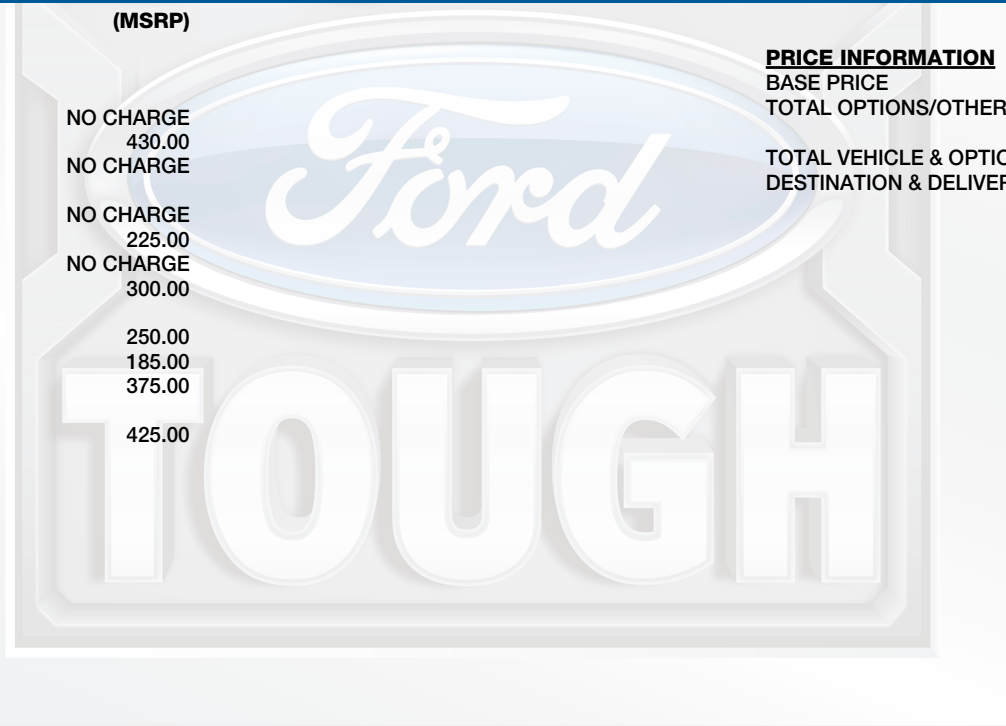 (MSRP)
NO CHARGE
430.00
NO CHARGE
NO CHARGE
225.00
NO CHARGE
300.00
250.00
185.00
375.00
425.00
PRICE INFORMATION
BASE PRICE
TOTAL OPTIONS/OTHER
TOTAL VEHICLE & OPTIO
DESTINATION & DELIVER
Ford
TOUGH